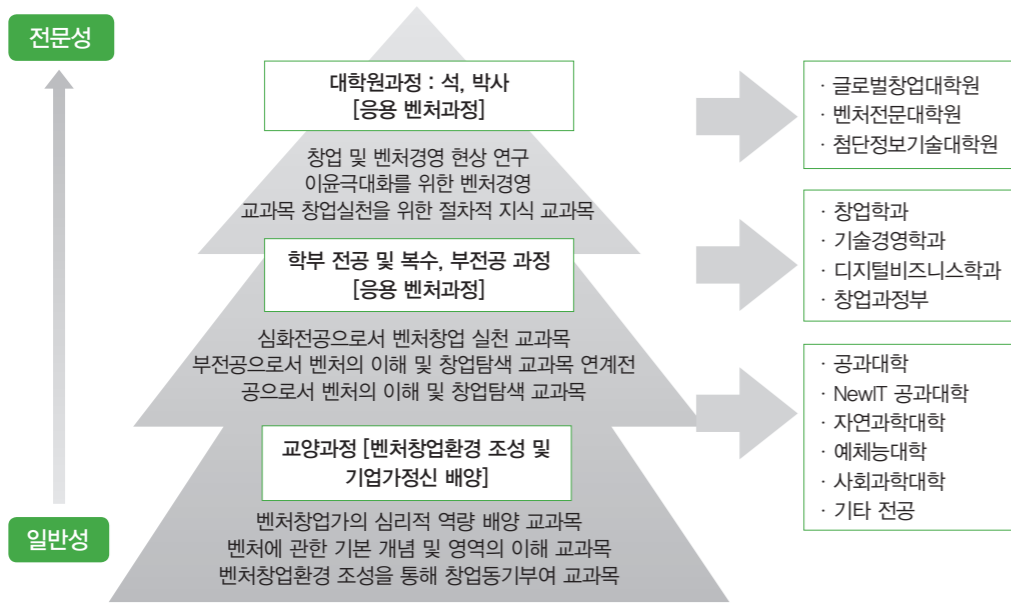 전문성
대학원과정 : 석, 박사
[응용 벤처과정]
창업 및 벤처경영 현상 연구
이윤극대화를 위한 벤처경영
교과목 창업실천을 위한 절차적 지식 교과목
· 글로벌창업대학원
· 벤처전문대학원
· 첨단정보기술대학원
학부 전공 및 복수, 부전공 과정
[응용 벤처과정]
심화전공으로서 벤처창업 실천 교과목
부전공으로서 벤처의 이해 및 창업탐색 교과목 연계전
공으로서 벤처의 이해 및 창업탐색 교과목
· 창업학과
· 기술경영학과
· 디지털비즈니스학과
· 창업과정부
교양과정 [벤처창업환경 조성 및
기업가정신 배양]
벤처창업가의 심리적 역량 배양 교과목
벤처에 관한 기본 개념 및 영역의 이해 교과목
벤처창업환경 조성을 통해 창업동기부여 교과목
· 공과대학
· NewIT 공과대학
· 자연과학대학
· 예체능대학
· 사회과학대학
· 기타 전공
일반성